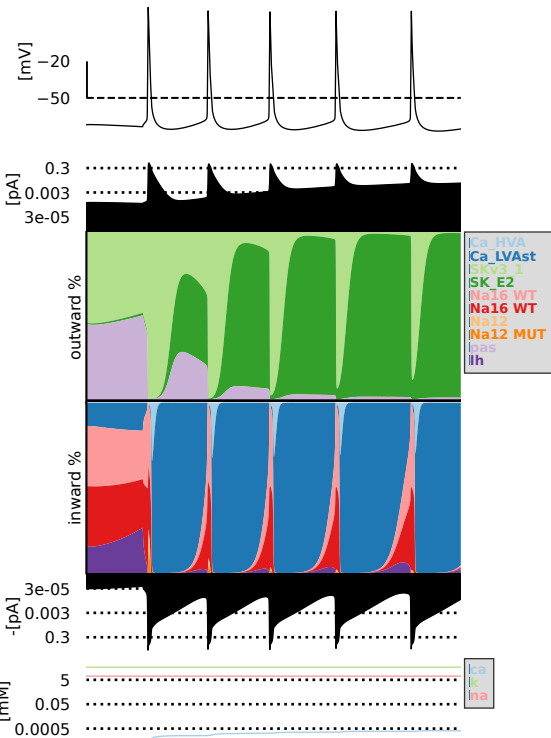 [mV]
−20
−50
[pA]
0.3
0.003
3e-05
outward %
Ca_HVA
Ca_LVAst
SKv3_1
SK_E2
Na16 WT
Na16 WT
Na12
Na12 MUT
pas
Ih
inward %
-[pA]
3e-05
0.003
0.3
[mM]
5
0.05
0.0005
ca
k
na